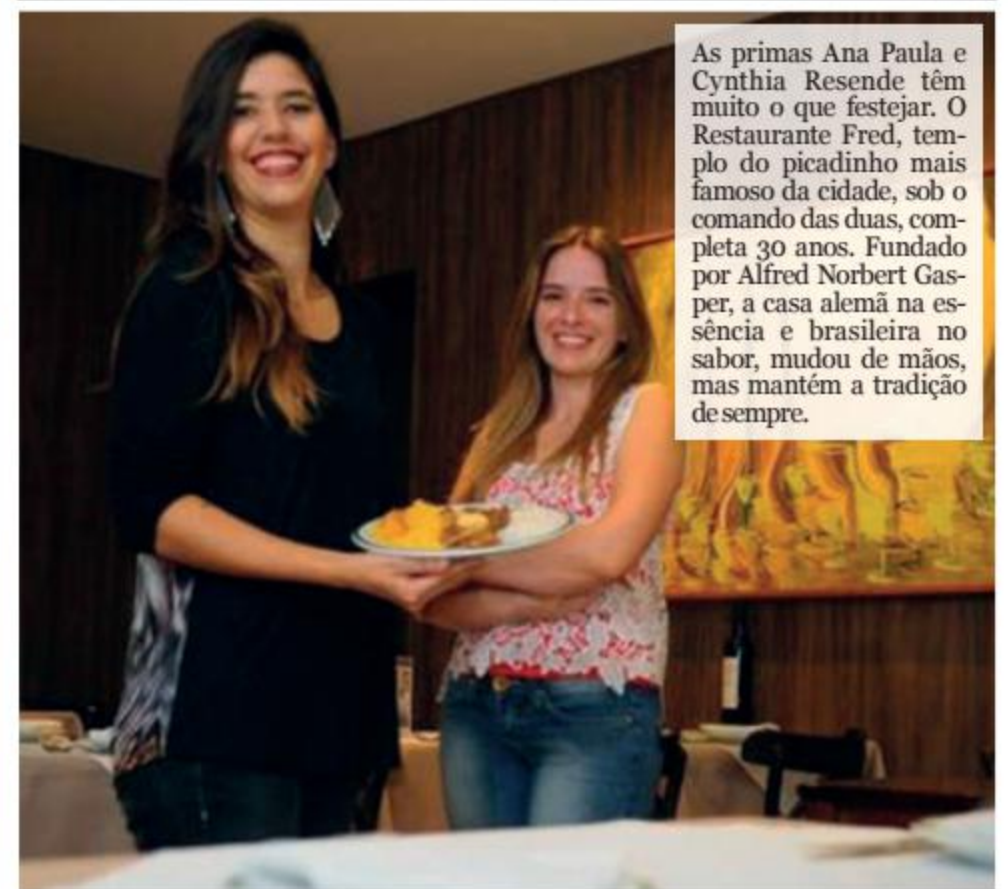 As primas Ana Paula e
Cynthia Resende têm
muito o que festejar. O
Restaurante Fred, tem-
plo do picadinho mais
famoso da cidade, sob o
comando das duas, com-
pleta 30 anos. Fundado
por Alfred Norbert Gas-
per, a casa alemã na es-
sência e brasileira no
sabor, mudou de mãos,
mas mantém a tradição
de sempre.